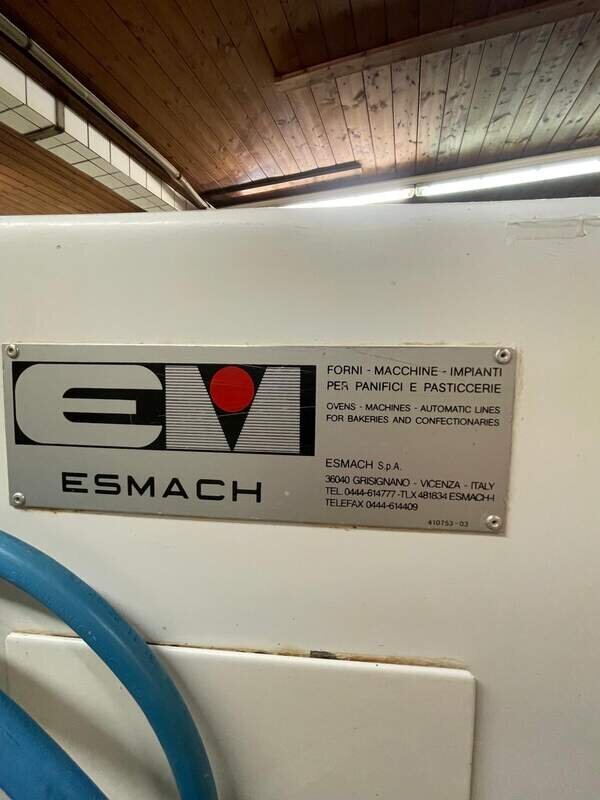 EM
ESMACH
FORNI - MACCHINE - IMPIANTI
PER PANIFICI E PASTICCERIE
OVENS - MACHINES - AUTOMATIC LINES
FOR BAKERIES AND CONFECTIONARIES
ESMACH S.p.A.
36040 GRISIGNANO - VICENZA - ITALY
TEL. 0444-614777 - TLX 481834 ESMACH-I
TELEFAX 0444-614409
410753-03